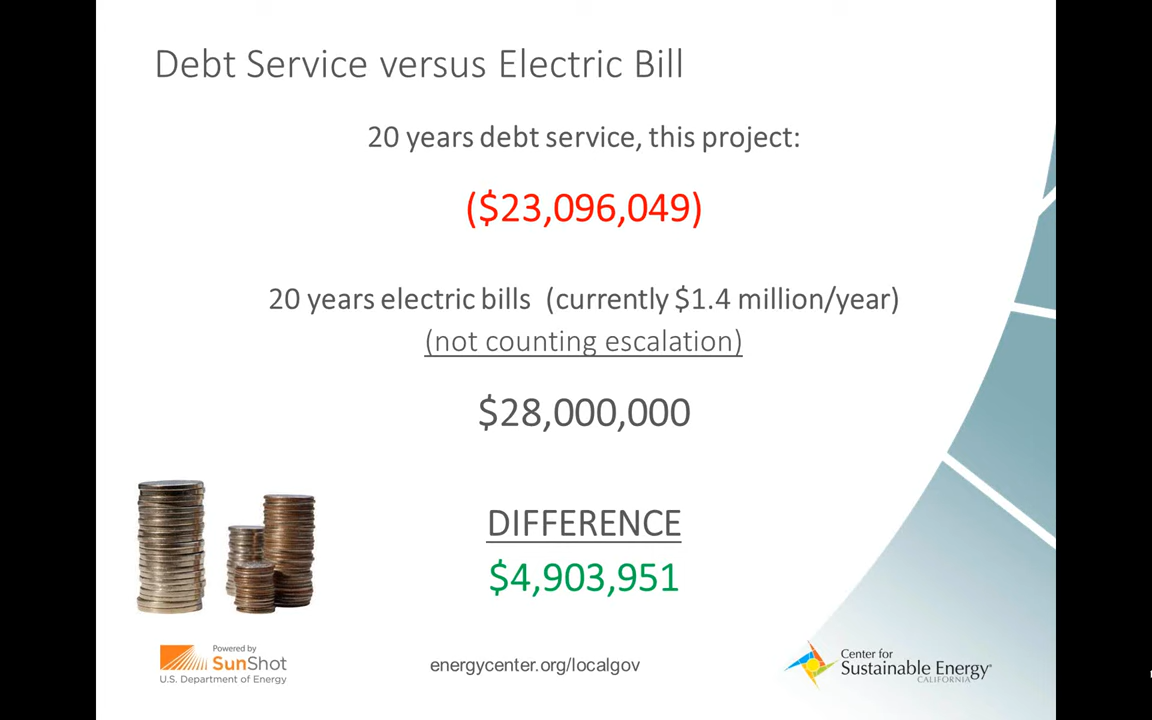 Debt Service versus Electric Bill
20 years debt service, this project:
($23,096,049)
20 years electric bills (currently $1.4 million/year)
(not counting escalation)
$28,000,000
DIFFERENCE
$4,903,951
Powered by
SunShot
U.S. Department of Energy
energycenter.org/localgov
Center for
Sustainable Energy
CALIFORNIA